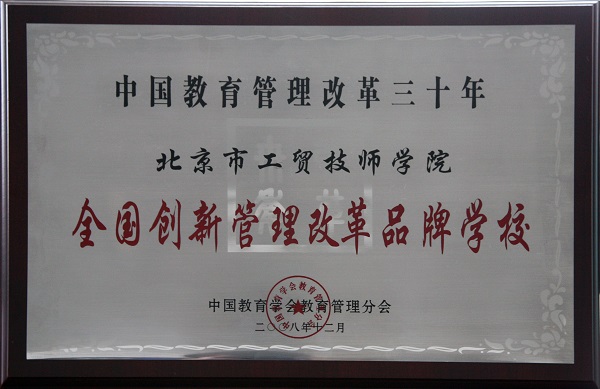 中国教育管理改革三十年
北京市工贸技师学院
全国创新管理改革品牌学校
中国教育学会教育管理分会
二〇〇八年十二月